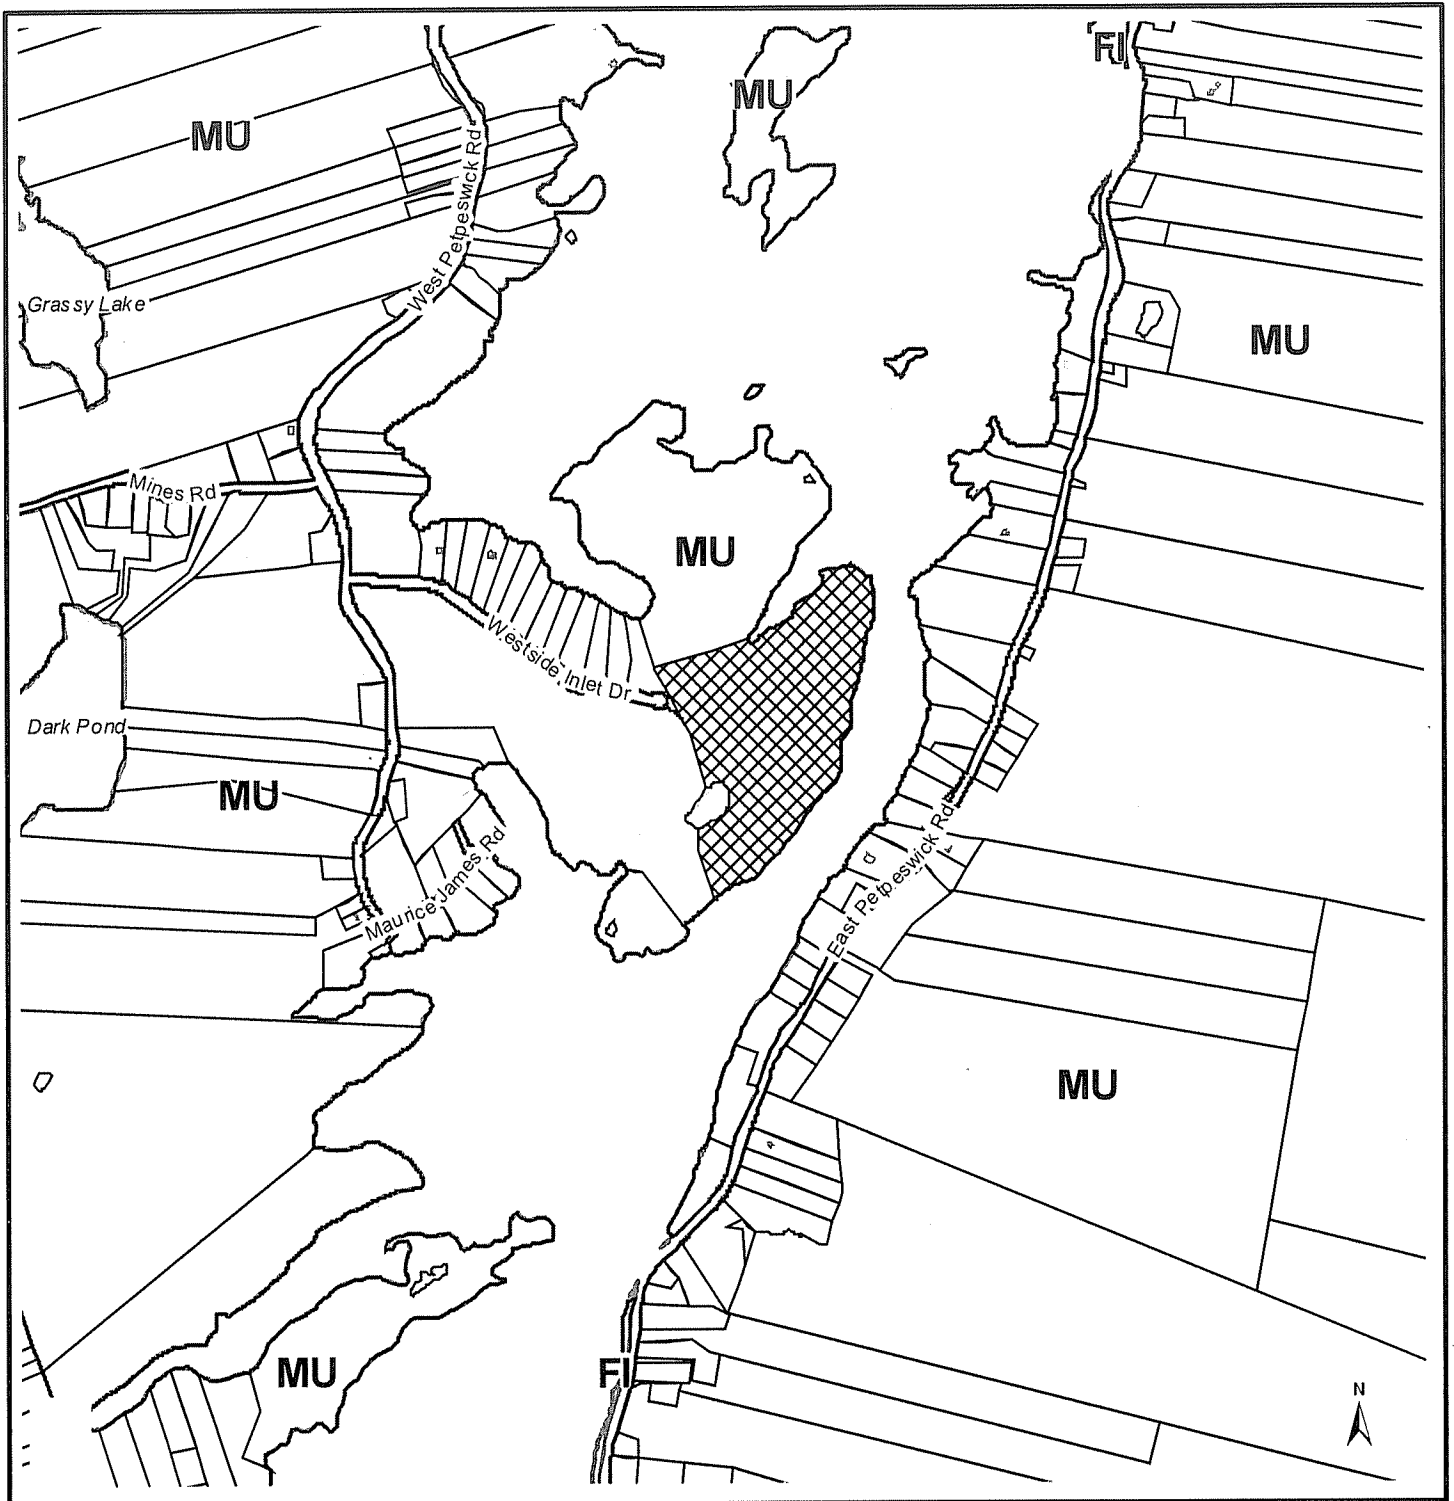 FI
MU
MU
West Petpeswick Rd
Grassy Lake
MU
Mines Rd
MU
Westside Inlet Dr
Dark Pond
MU
East Petpeswick Rd
Maurice James Rd
MU
MU
FI
N